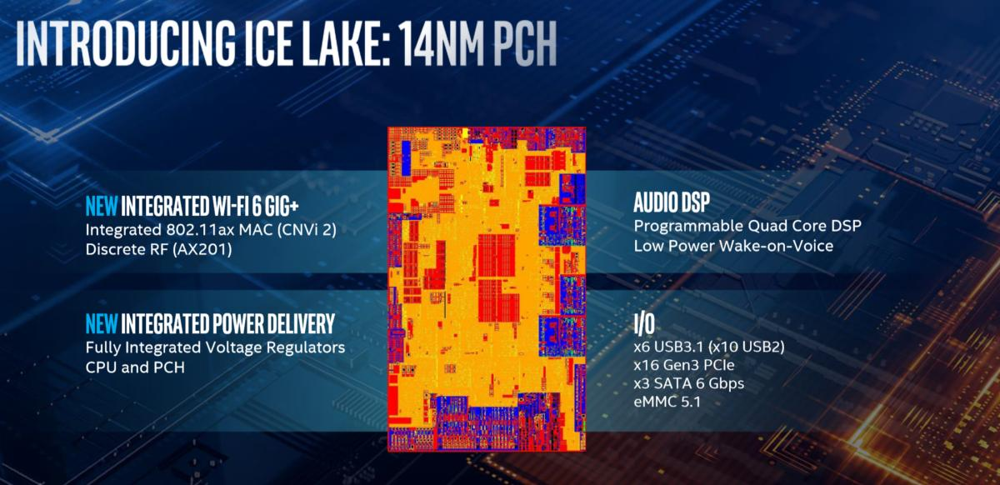 INTRODUCING ICE LAKE: 14NM PCH
NEW INTEGRATED WI-FI 6 GIG+
Integrated 802.11ax MAC (CNVi 2)
Discrete RF (AX201)
NEW INTEGRATED POWER DELIVERY
Fully Integrated Voltage Regulators
CPU and PCH
AUDIO DSP
Programmable Quad Core DSP
Low Power Wake-on-Voice
I/O
x6 USB3.1 (x10 USB2)
x16 Gen3 PCIe
x3 SATA 6 Gbps
eMMC 5.1